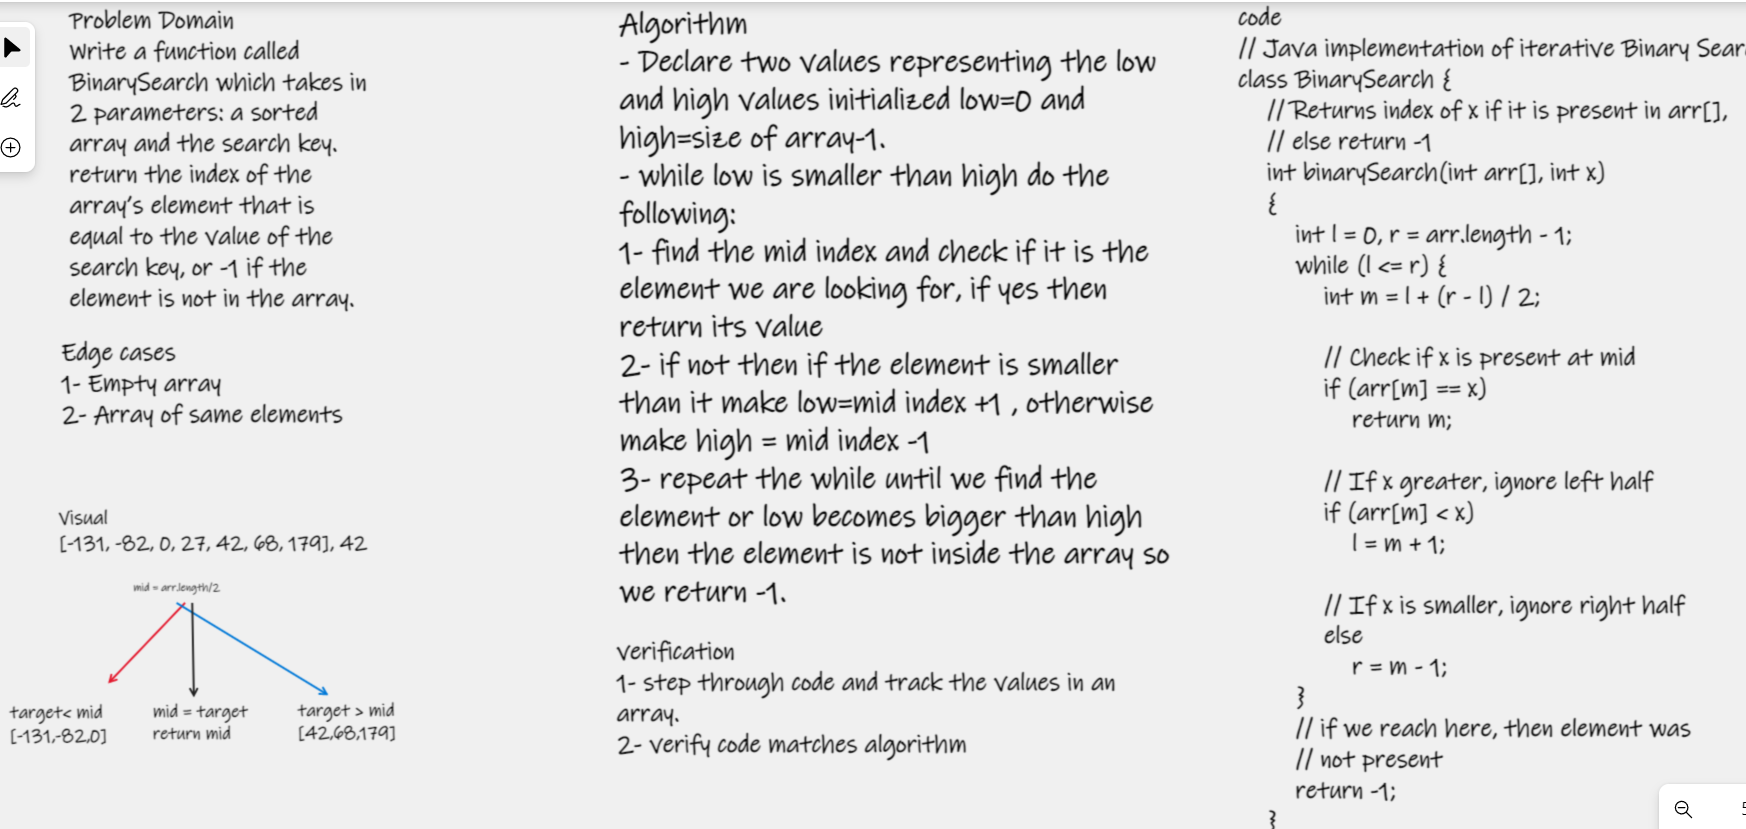 Problem Domain
Write a function called
BinarySearch which takes in
2 parameters: a sorted
array and the search key.
return the index of the
array's element that is
equal to the value of the
search key, or -1 if the
element is not in the array.
Edge cases
1- Empty array
2- Array of same elements
Visual
[-131, -82, 0, 27, 42, 68, 179], 42
mid = arr.length/2
target< mid
[-131,-82,0]
mid = target
return mid
target > mid
[42,68,179]
Algorithm
- Declare two values representing the low
and high values initialized low=0 and
high=size of array-1.
- while low is smaller than high do the
following:
1- find the mid index and check if it is the
element we are looking for, if yes then
return its value
2- if not then if the element is smaller
than it make low=mid index +1 , otherwise
make high = mid index -1
3- repeat the while until we find the
element or low becomes bigger than high
then the element is not inside the array so
we return -1.
verification
1- step through code and track the values in an
array.
2- verify code matches algorithm
code
// Java implementation of iterative Binary Sear
class BinarySearch {
// Returns index of x if it is present in arr[],
// else return -1
int binarySearch(int arr[], int x)
{
int l = 0, r = arr.length - 1;
while (l <= r) {
int m = l + (r - l) / 2;
// Check if x is present at mid
if (arr[m] == x)
return m;
// If x greater, ignore left half
if (arr[m] < x)
l = m + 1;
// If x is smaller, ignore right half
else
r = m - 1;
}
// if we reach here, then element was
// not present
return -1;
}